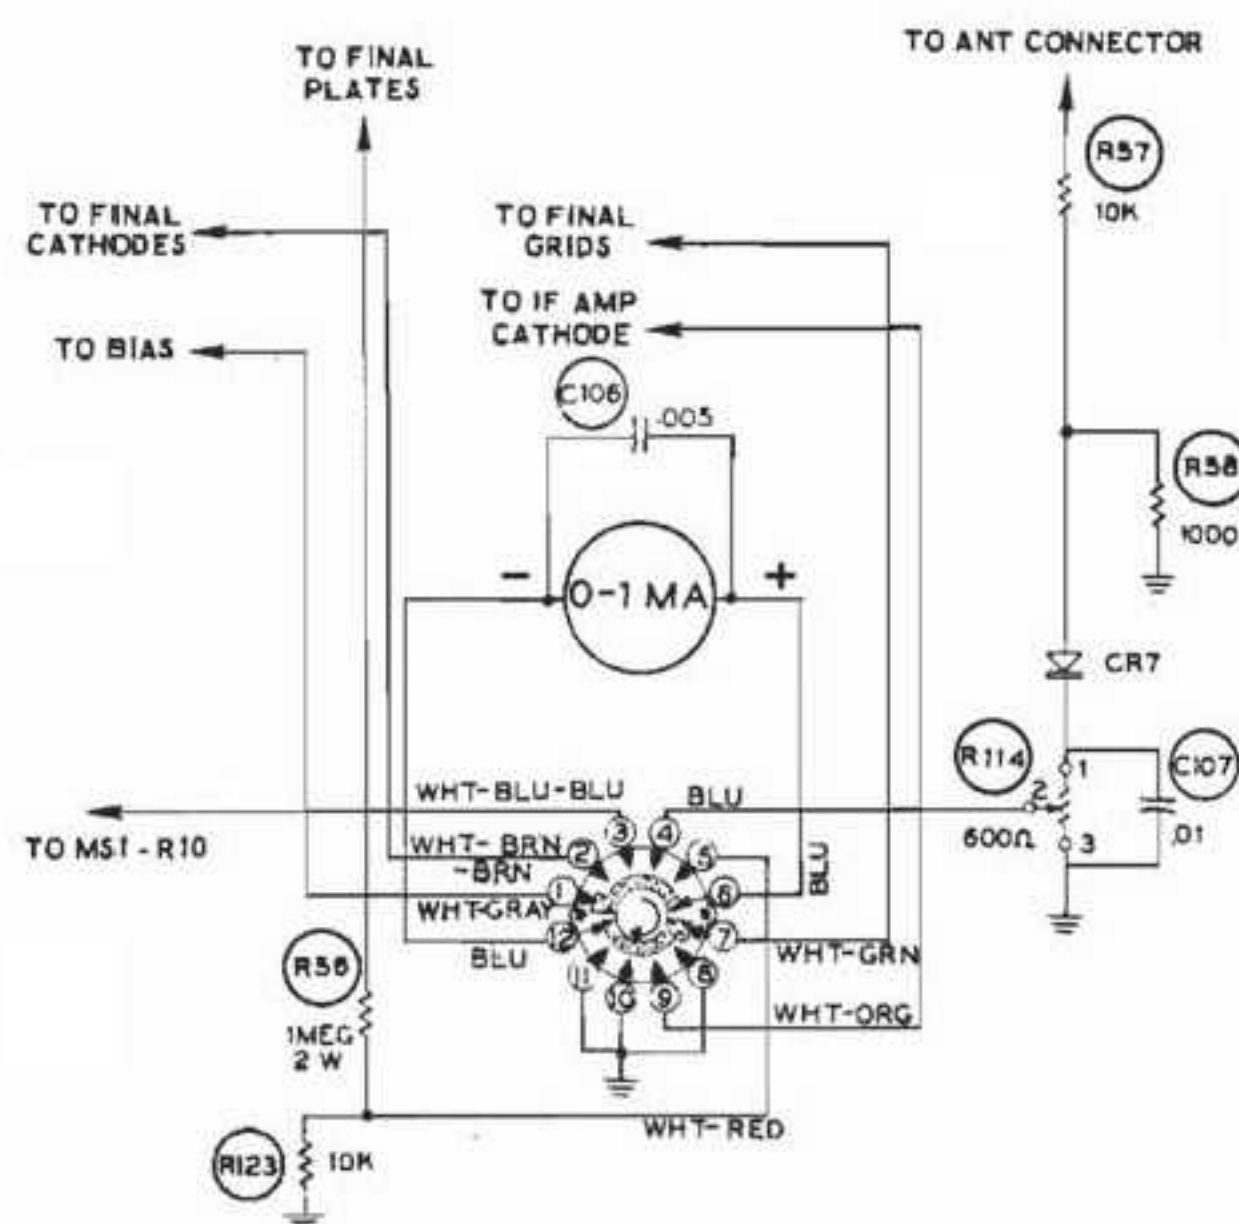 TO FINAL
PLATES
TO ANT CONNECTOR
R57
10K
TO FINAL
CATHODES
TO FINAL
GRIDS
TO IF AMP
CATHODE
TO BIAS
C106
.005
R58
1000
-
0-1 MA
+
CR7
R114
1
2
3
600Ω
C107
.01
WHT-BLU-BLU
BLU
TO MS1-R10
WHT-BRN
-BRN
WHT-GRAY
BLU
BLU
1
2
3
4
5
6
7
8
9
10
11
12
WHT-GRN
WHT-ORG
R56
1MEG
2 W
WHT-RED
R123
10K